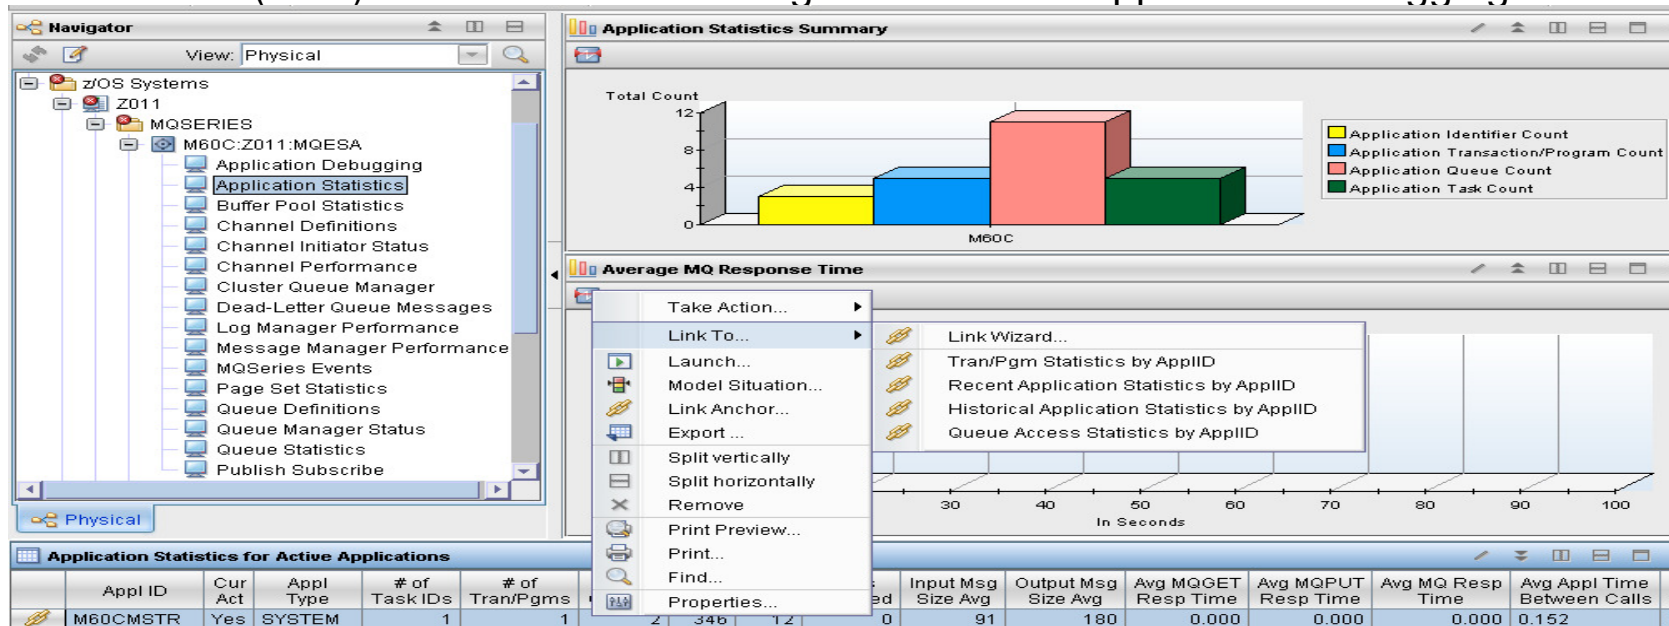 Navigator
View: Physical
z/OS Systems
Z011
MQSERIES
M60C:Z011:MQESA
Application Debugging
Application Statistics
Buffer Pool Statistics
Channel Definitions
Channel Initiator Status
Channel Performance
Cluster Queue Manager
Dead-Letter Queue Messages
Log Manager Performance
Message Manager Performance
MQSeries Events
Page Set Statistics
Queue Definitions
Queue Manager Status
Queue Statistics
Publish Subscribe
Physical
Application Statistics Summary
Total Count
12
8
4
0
M60C
Application Identifier Count
Application Transaction/Program Count
Application Queue Count
Application Task Count
Average MQ Response Time
Take Action...
Link To...
Launch...
Model Situation...
Link Anchor...
Export ...
Split vertically
Split horizontally
Remove
Print Preview...
Print...
Find...
Properties...
Link Wizard...
Tran/Pgm Statistics by ApplID
Recent Application Statistics by ApplID
Historical Application Statistics by ApplID
Queue Access Statistics by ApplID
30 40 50 60 70 80 90 100
In Seconds
Application Statistics for Active Applications
Appl ID Cur Act Appl Type # of Task IDs # of Tran/Pgms ed Input Msg Size Avg Output Msg Size Avg Avg MQGET Resp Time Avg MQPUT Resp Time Avg MQ Resp Time Avg Appl Time Between Calls
M60CMSTR Yes SYSTEM 1 1 2 346 12 0 91 180 0.000 0.000 0.000 0.152